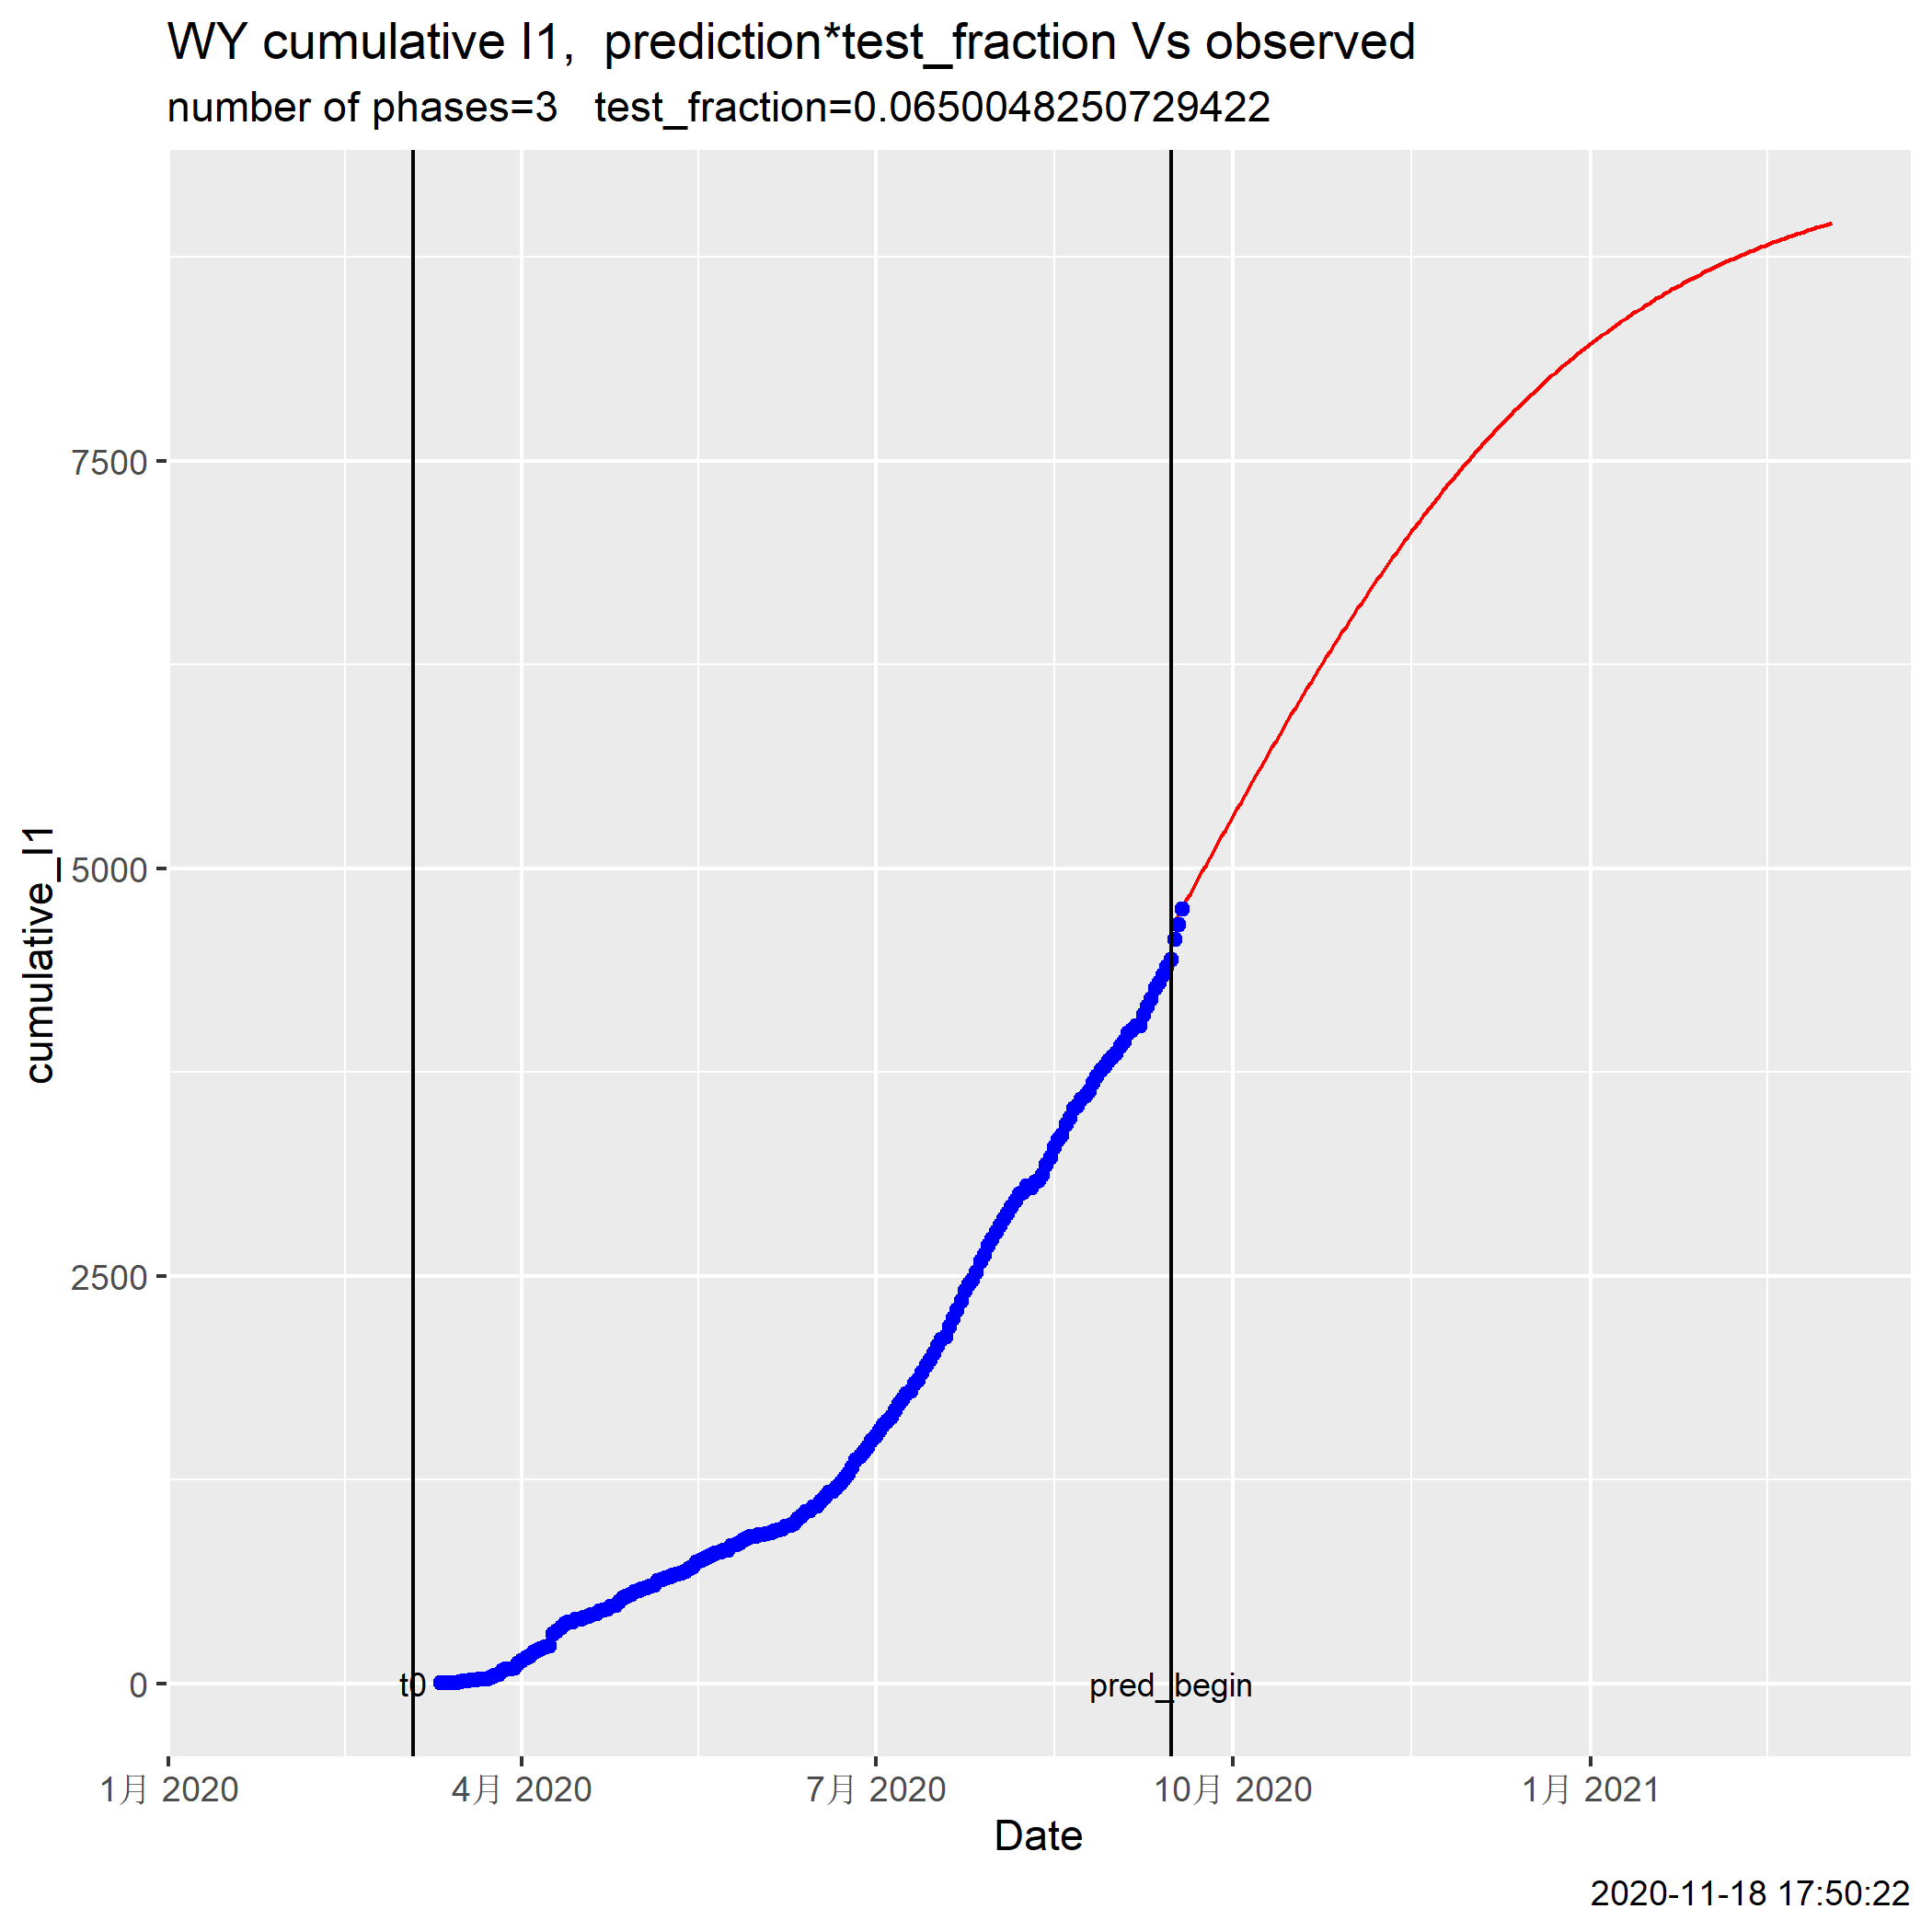 WY cumulative I1,  prediction*test_fraction Vs observed
number of phases=3   test_fraction=0.0650048250729422
cumulative_I1
7500
5000
2500
0
t0
pred_begin
1月 2020
4月 2020
7月 2020
10月 2020
1月 2021
Date
2020-11-18 17:50:22